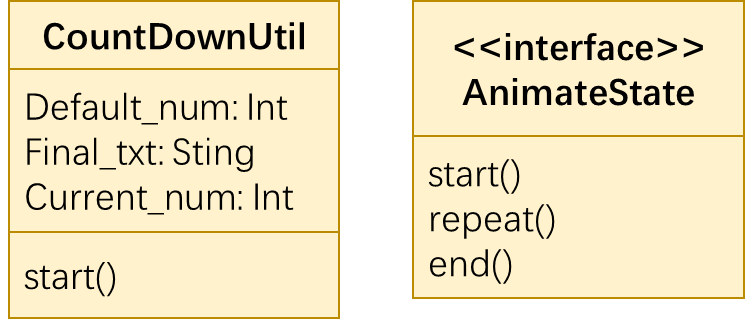 CountDownUtil
Default_num: Int
Final_txt: Sting
Current_num: Int
start()
<<interface>>
AnimateState
start()
repeat()
end()